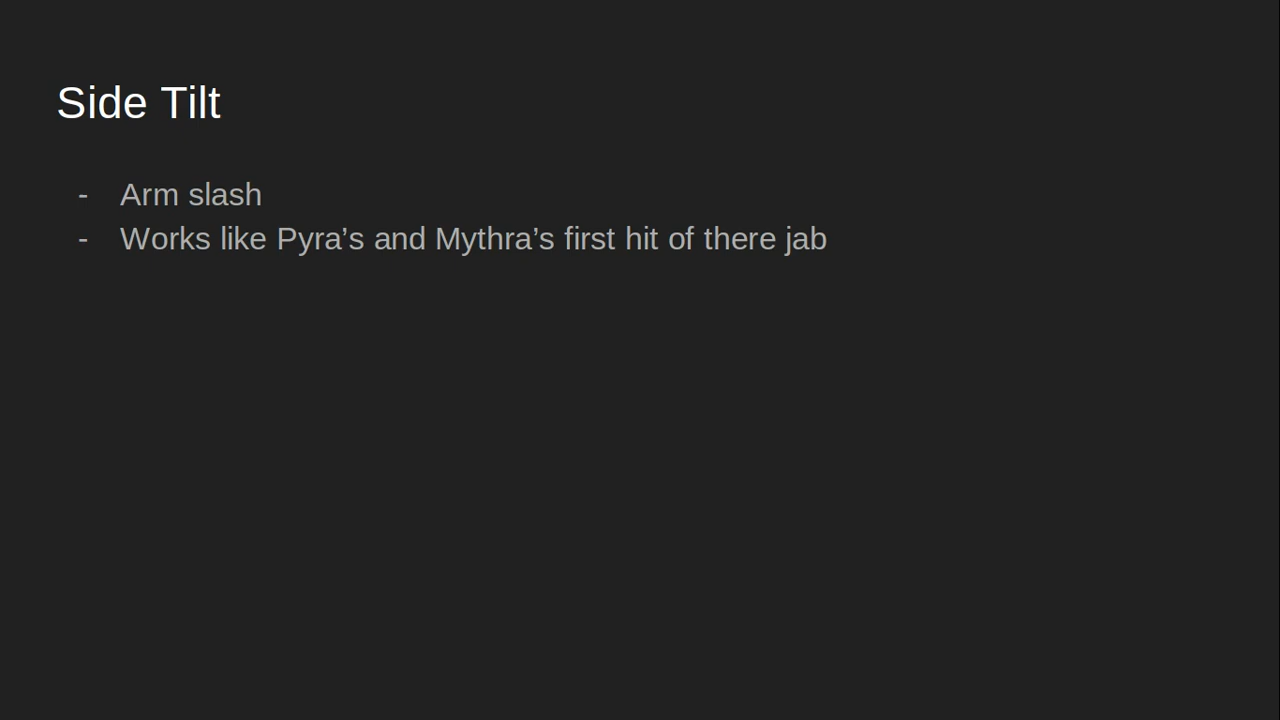 Side Tilt
- Arm slash
- Works like Pyra’s and Mythra’s first hit of there jab